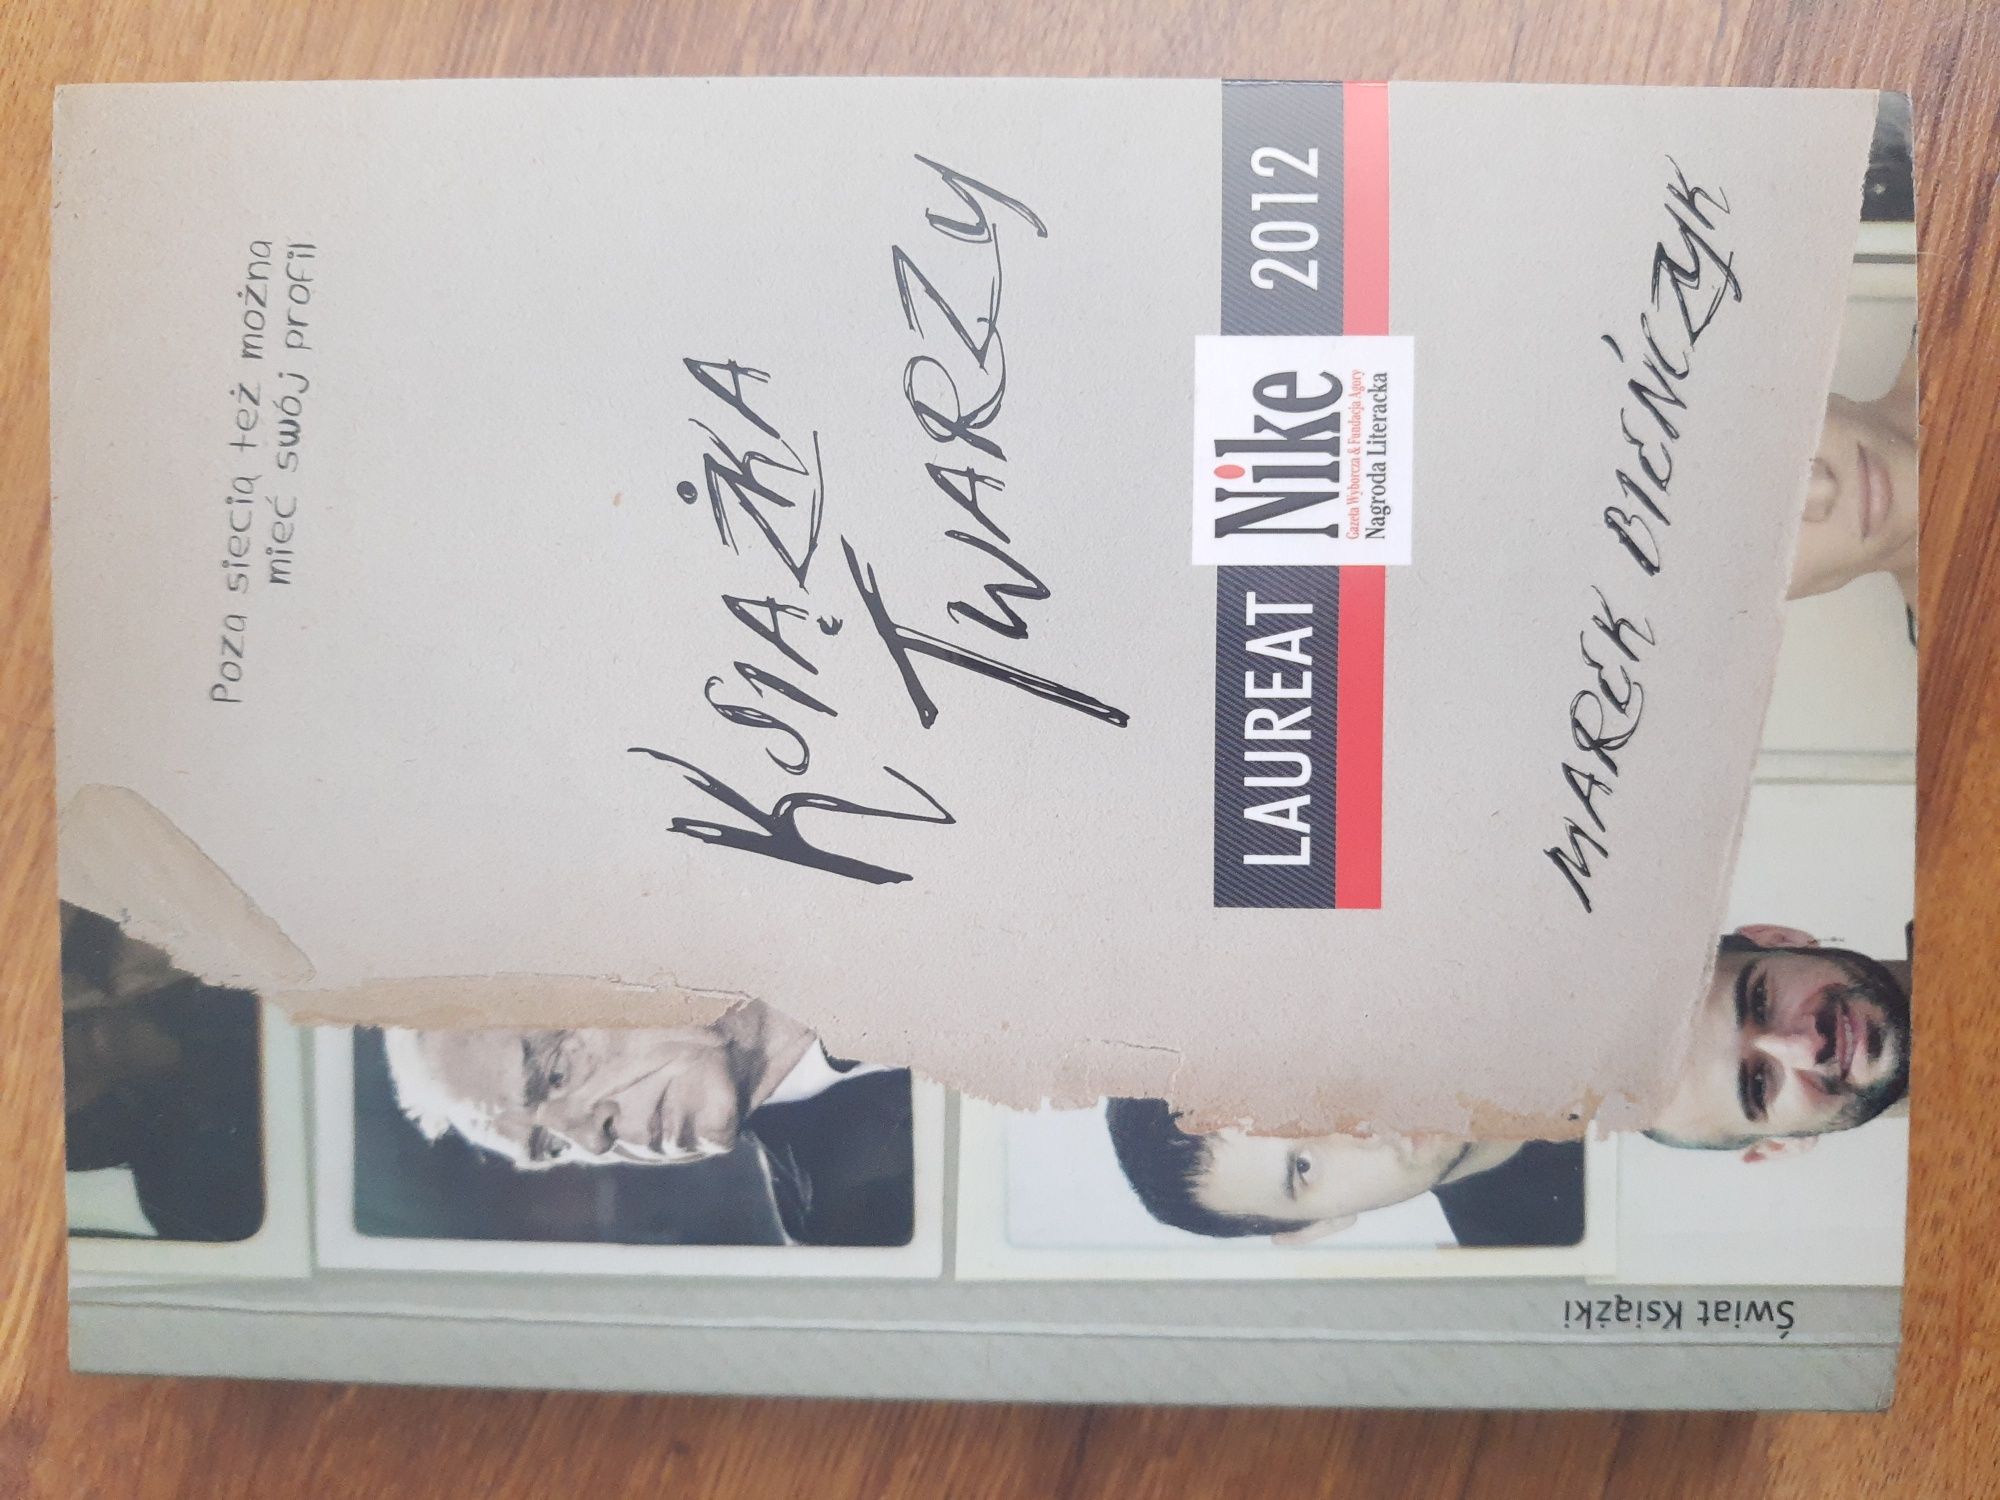 Poza siecią też można
mieć swój profil
KSIĄŻKA
TWARZY
LAUREAT Nike 2012
Gazeta Wyborcza & Fundacja Agory
Nagroda Literacka
MAREK BIEŃCZYK
Świat Książki